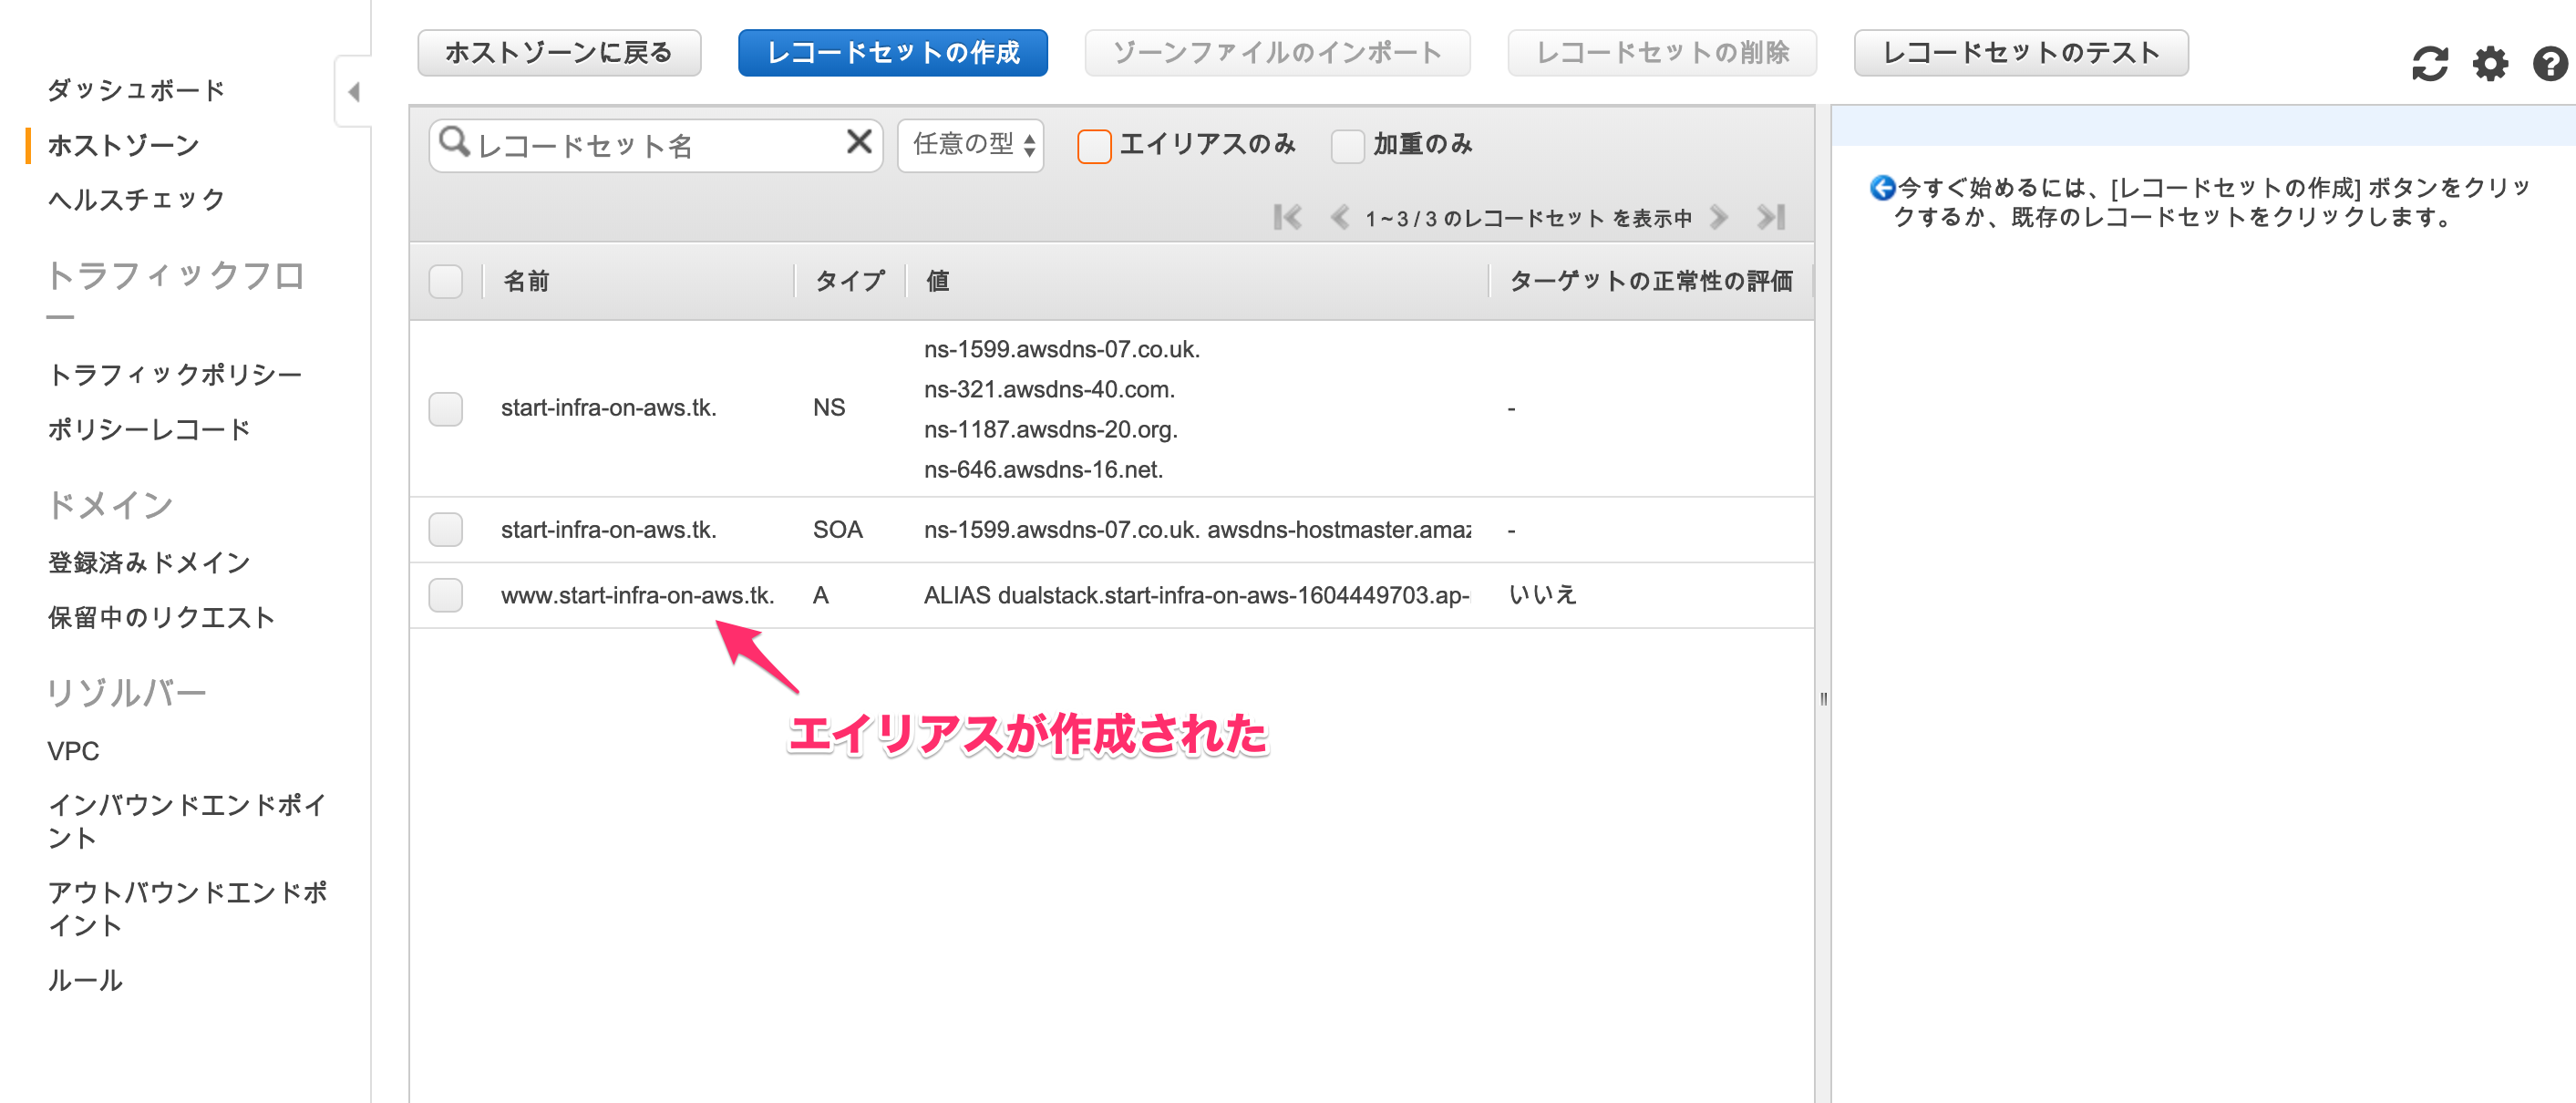 ダッシュボード
ホストゾーン
ヘルスチェック
トラフィックフロ
ー
トラフィックポリシー
ポリシーレコード
ドメイン
登録済みドメイン
保留中のリクエスト
リゾルバー
VPC
インバウンドエンドポイ
ント
アウトバウンドエンドポ
イント
ルール
ホストゾーンに戻る レコードセットの作成 ゾーンファイルのインポート レコードセットの削除 レコードセットのテスト
レコードセット名 任意の型 エイリアスのみ 加重のみ
1 ~ 3 / 3 のレコードセット を表示中
名前 タイプ 値 ターゲットの正常性の評価
ns-1599.awsdns-07.co.uk.
ns-321.awsdns-40.com.
start-infra-on-aws.tk. NS -
ns-1187.awsdns-20.org.
ns-646.awsdns-16.net.
start-infra-on-aws.tk. SOA ns-1599.awsdns-07.co.uk. awsdns-hostmaster.amaz -
www.start-infra-on-aws.tk. A ALIAS dualstack.start-infra-on-aws-1604449703.ap- いいえ
エイリアスが作成された
今すぐ始めるには、[レコードセットの作成] ボタンをクリッ
クするか、既存のレコードセットをクリックします。